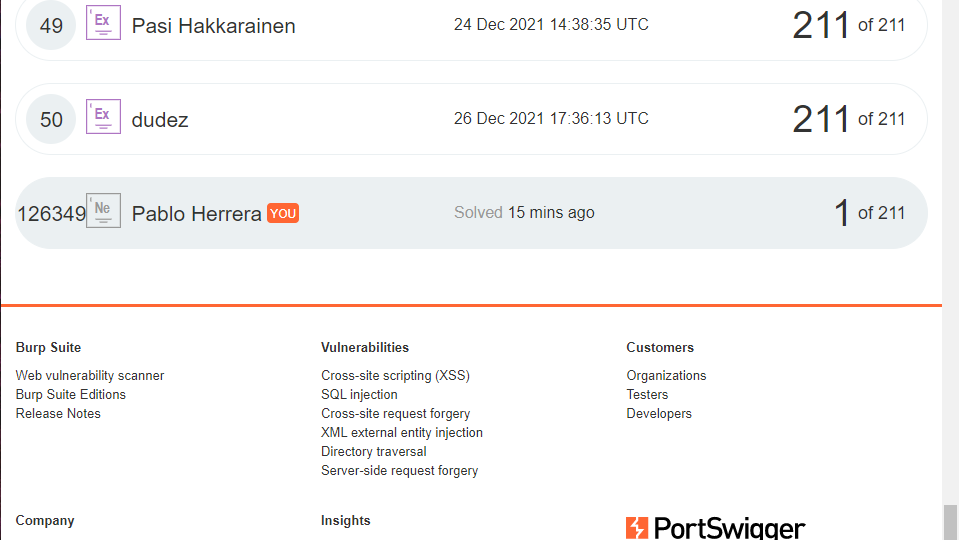 49 Ex Pasi Hakkarainen 24 Dec 2021 14:38:35 UTC 211 of 211
50 Ex dudez 26 Dec 2021 17:36:13 UTC 211 of 211
126349 Ne Pablo Herrera YOU Solved 15 mins ago 1 of 211
Burp Suite Vulnerabilities Customers
Web vulnerability scanner Cross-site scripting (XSS) Organizations
Burp Suite Editions SQL injection Testers
Release Notes Cross-site request forgery Developers
XML external entity injection
Directory traversal
Server-side request forgery
Company Insights PortSwigger